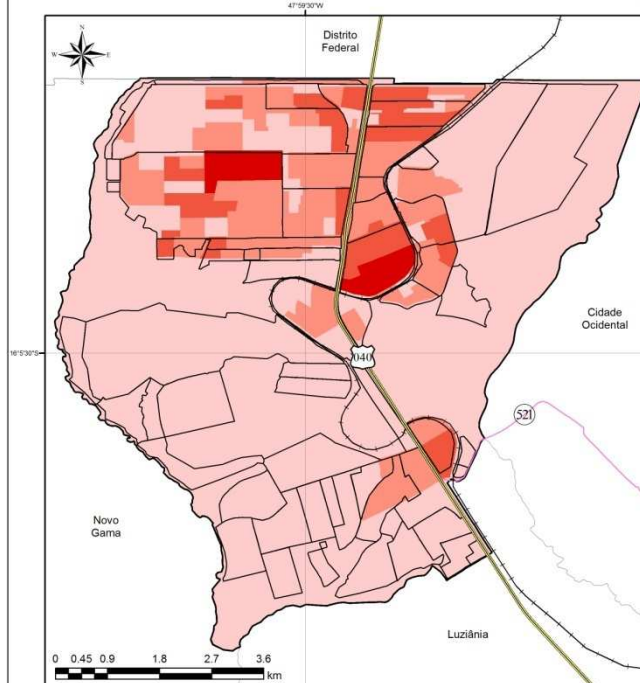 47°59'30"W
Distrito
Federal
N
W E
S
Cidade
Ocidental
16°5'30"S
040
521
Novo
Gama
Luziânia
0 0.45 0.9 1.8 2.7 3.6
km